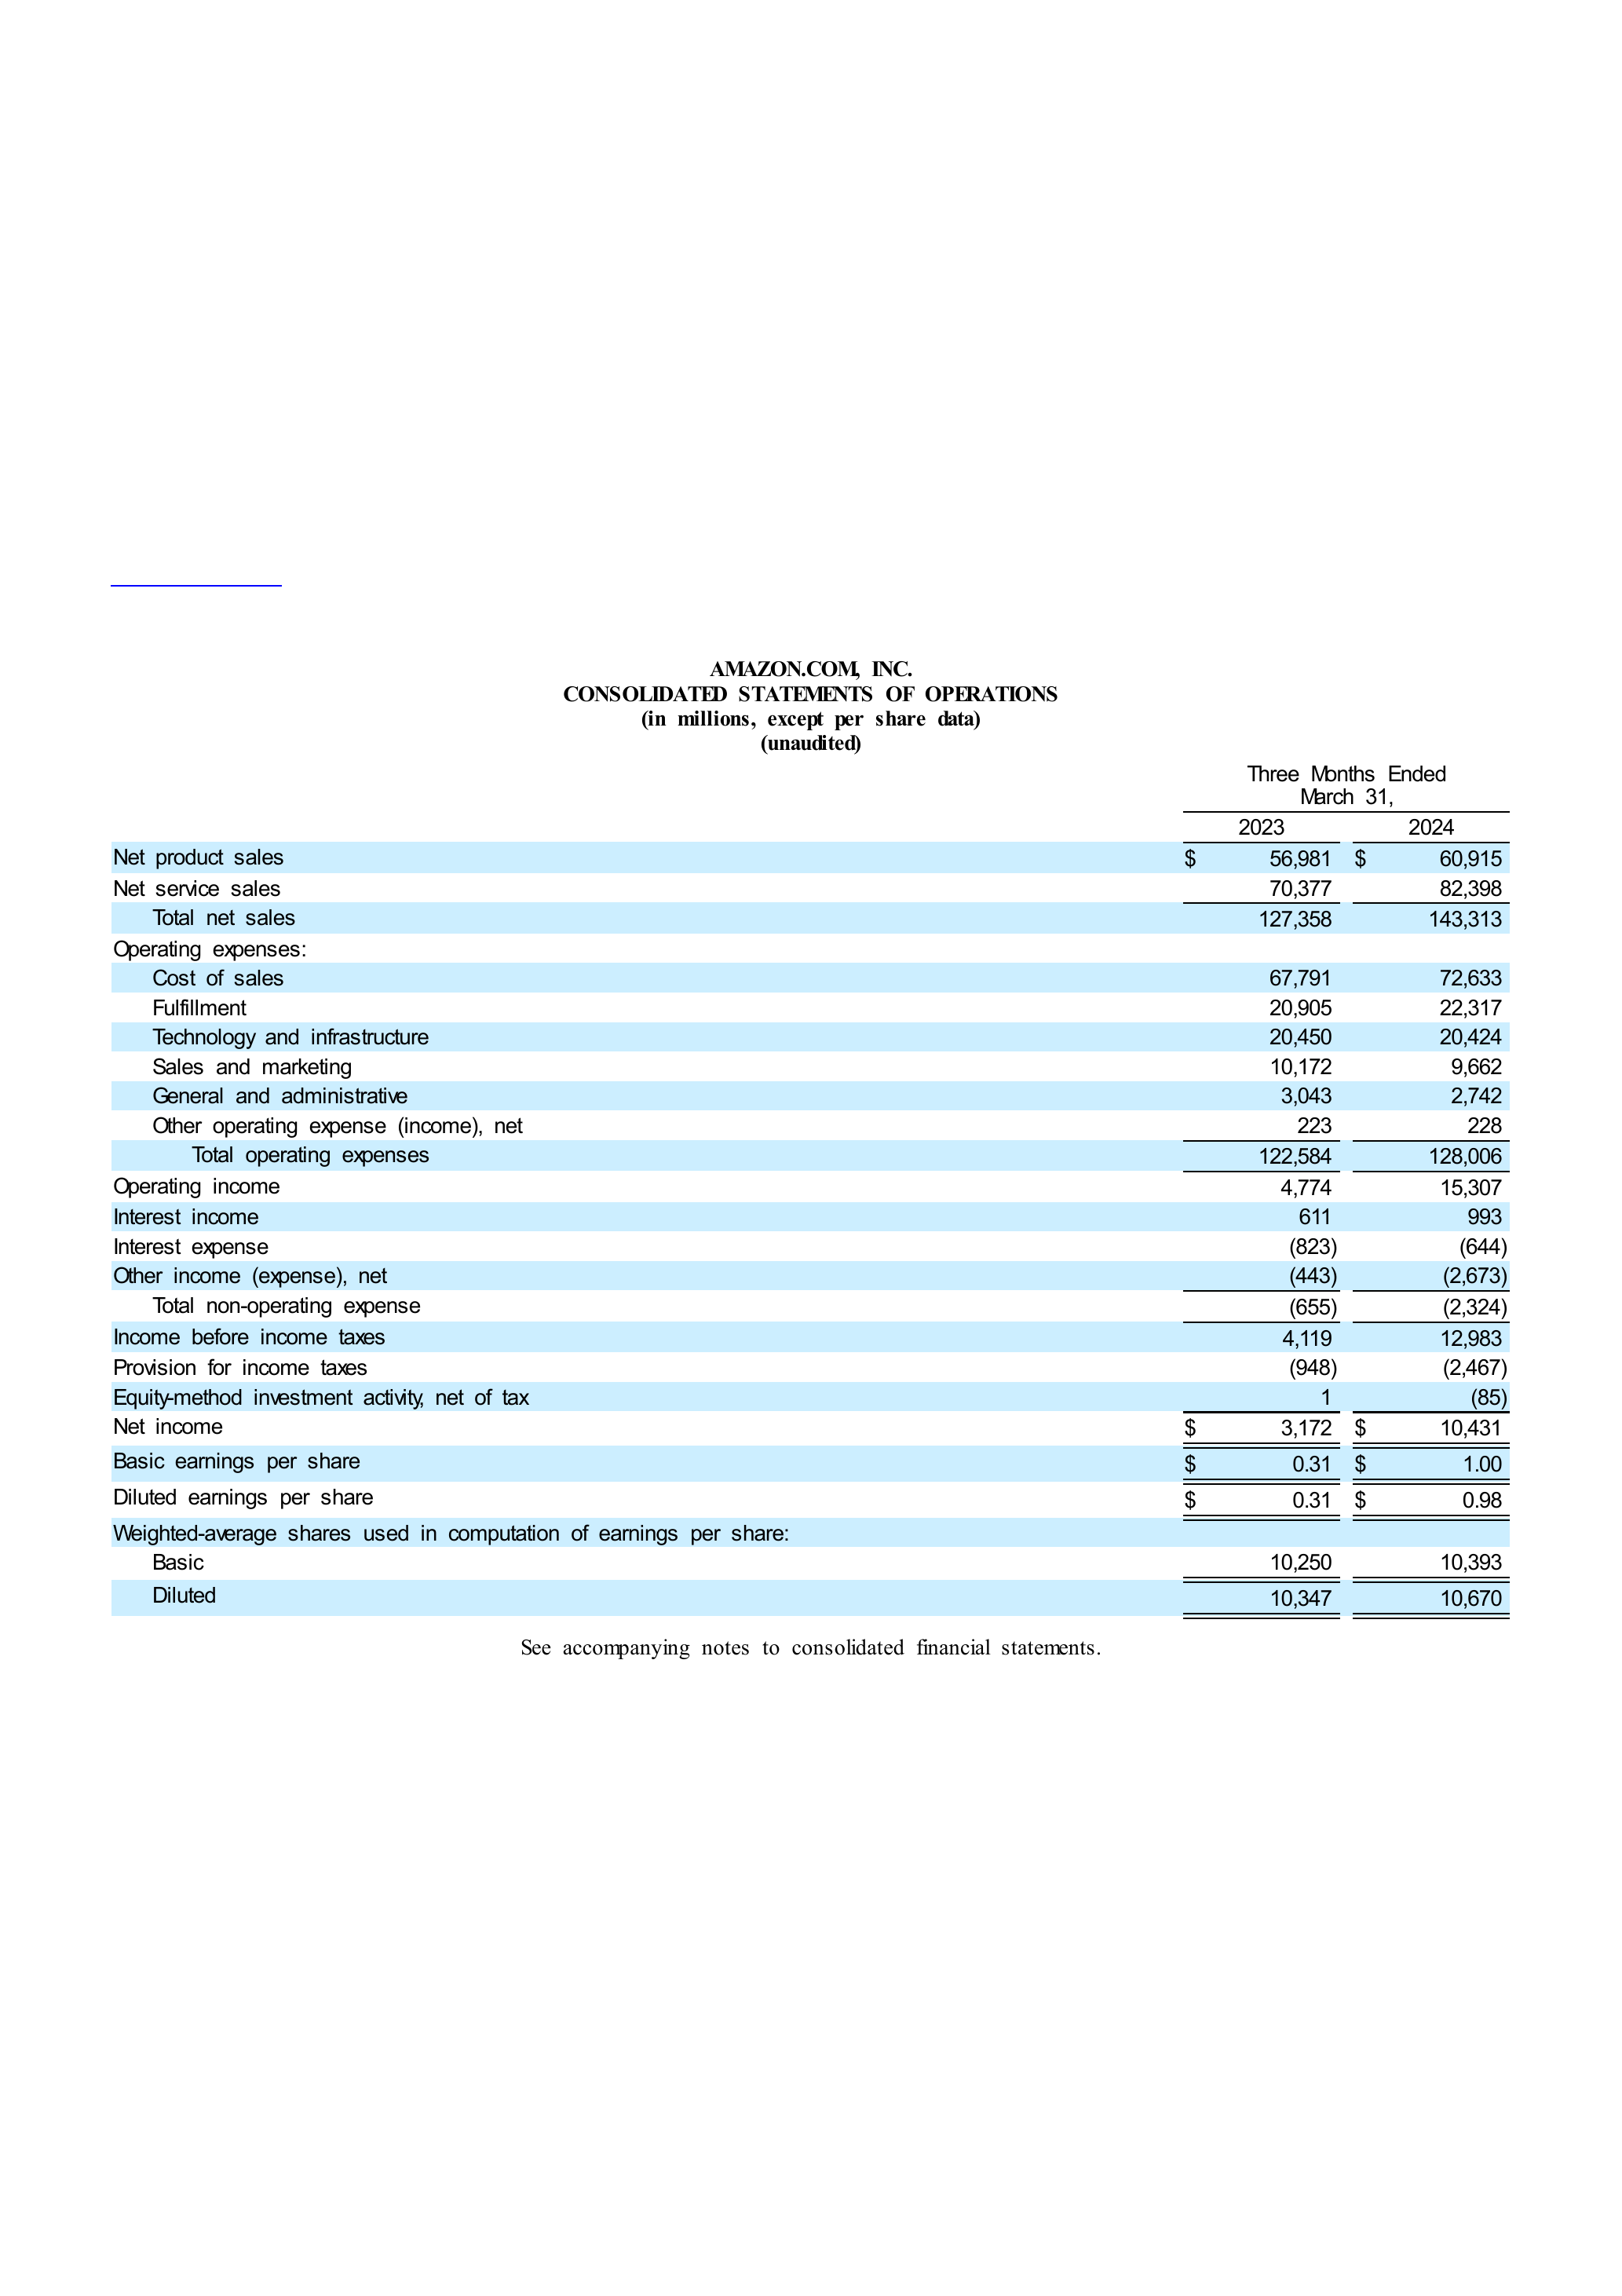 AMAZON.COM, INC.
CONSOLIDATED STATEMENTS OF OPERATIONS
(in millions, except per share data)
(unaudited)
Three Months Ended
March 31,
2023 2024
Net product sales $ 56,981 $ 60,915
Net service sales 70,377 82,398
Total net sales 127,358 143,313
Operating expenses:
Cost of sales 67,791 72,633
Fulfillment 20,905 22,317
Technology and infrastructure 20,450 20,424
Sales and marketing 10,172 9,662
General and administrative 3,043 2,742
Other operating expense (income), net 223 228
Total operating expenses 122,584 128,006
Operating income 4,774 15,307
Interest income 611 993
Interest expense (823) (644)
Other income (expense), net (443) (2,673)
Total non-operating expense (655) (2,324)
Income before income taxes 4,119 12,983
Provision for income taxes (948) (2,467)
Equity-method investment activity, net of tax 1 (85)
Net income $ 3,172 $ 10,431
Basic earnings per share $ 0.31 $ 1.00
Diluted earnings per share $ 0.31 $ 0.98
Weighted-average shares used in computation of earnings per share:
Basic 10,250 10,393
Diluted 10,347 10,670
See accompanying notes to consolidated financial statements.